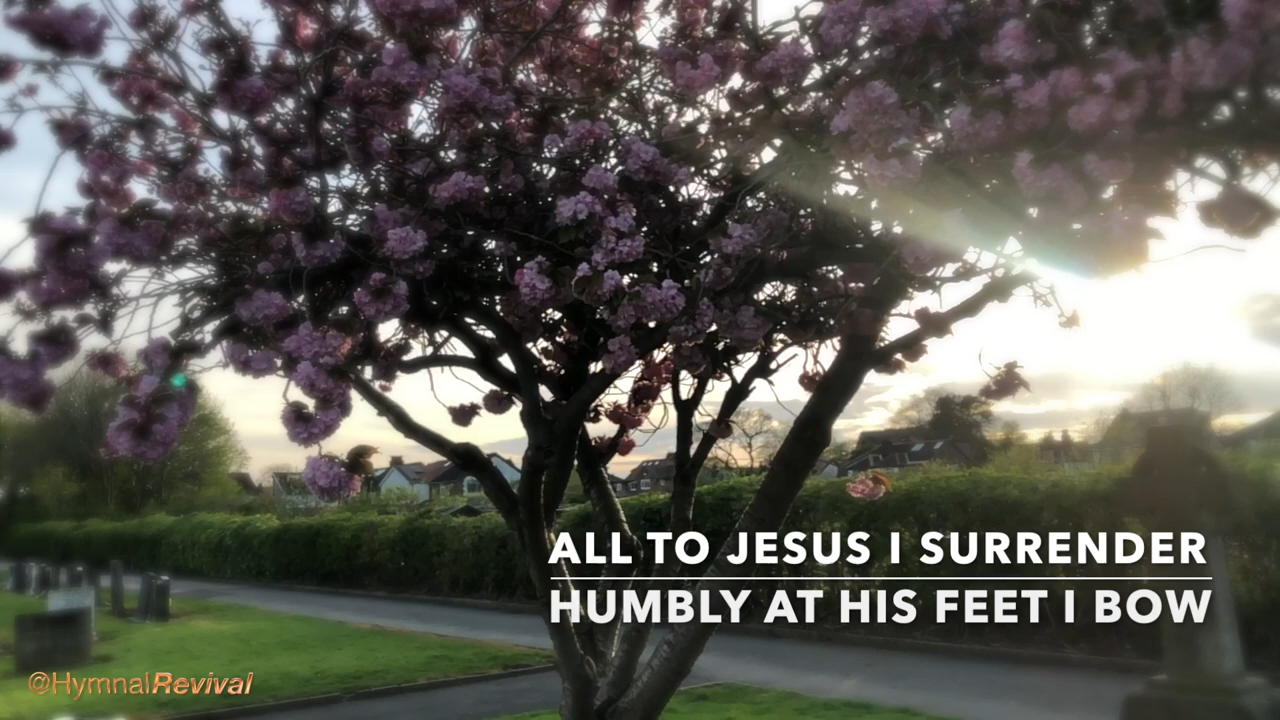 ALL TO JESUS I SURRENDER
HUMBLY AT HIS FEET I BOW
@HymnalRevival